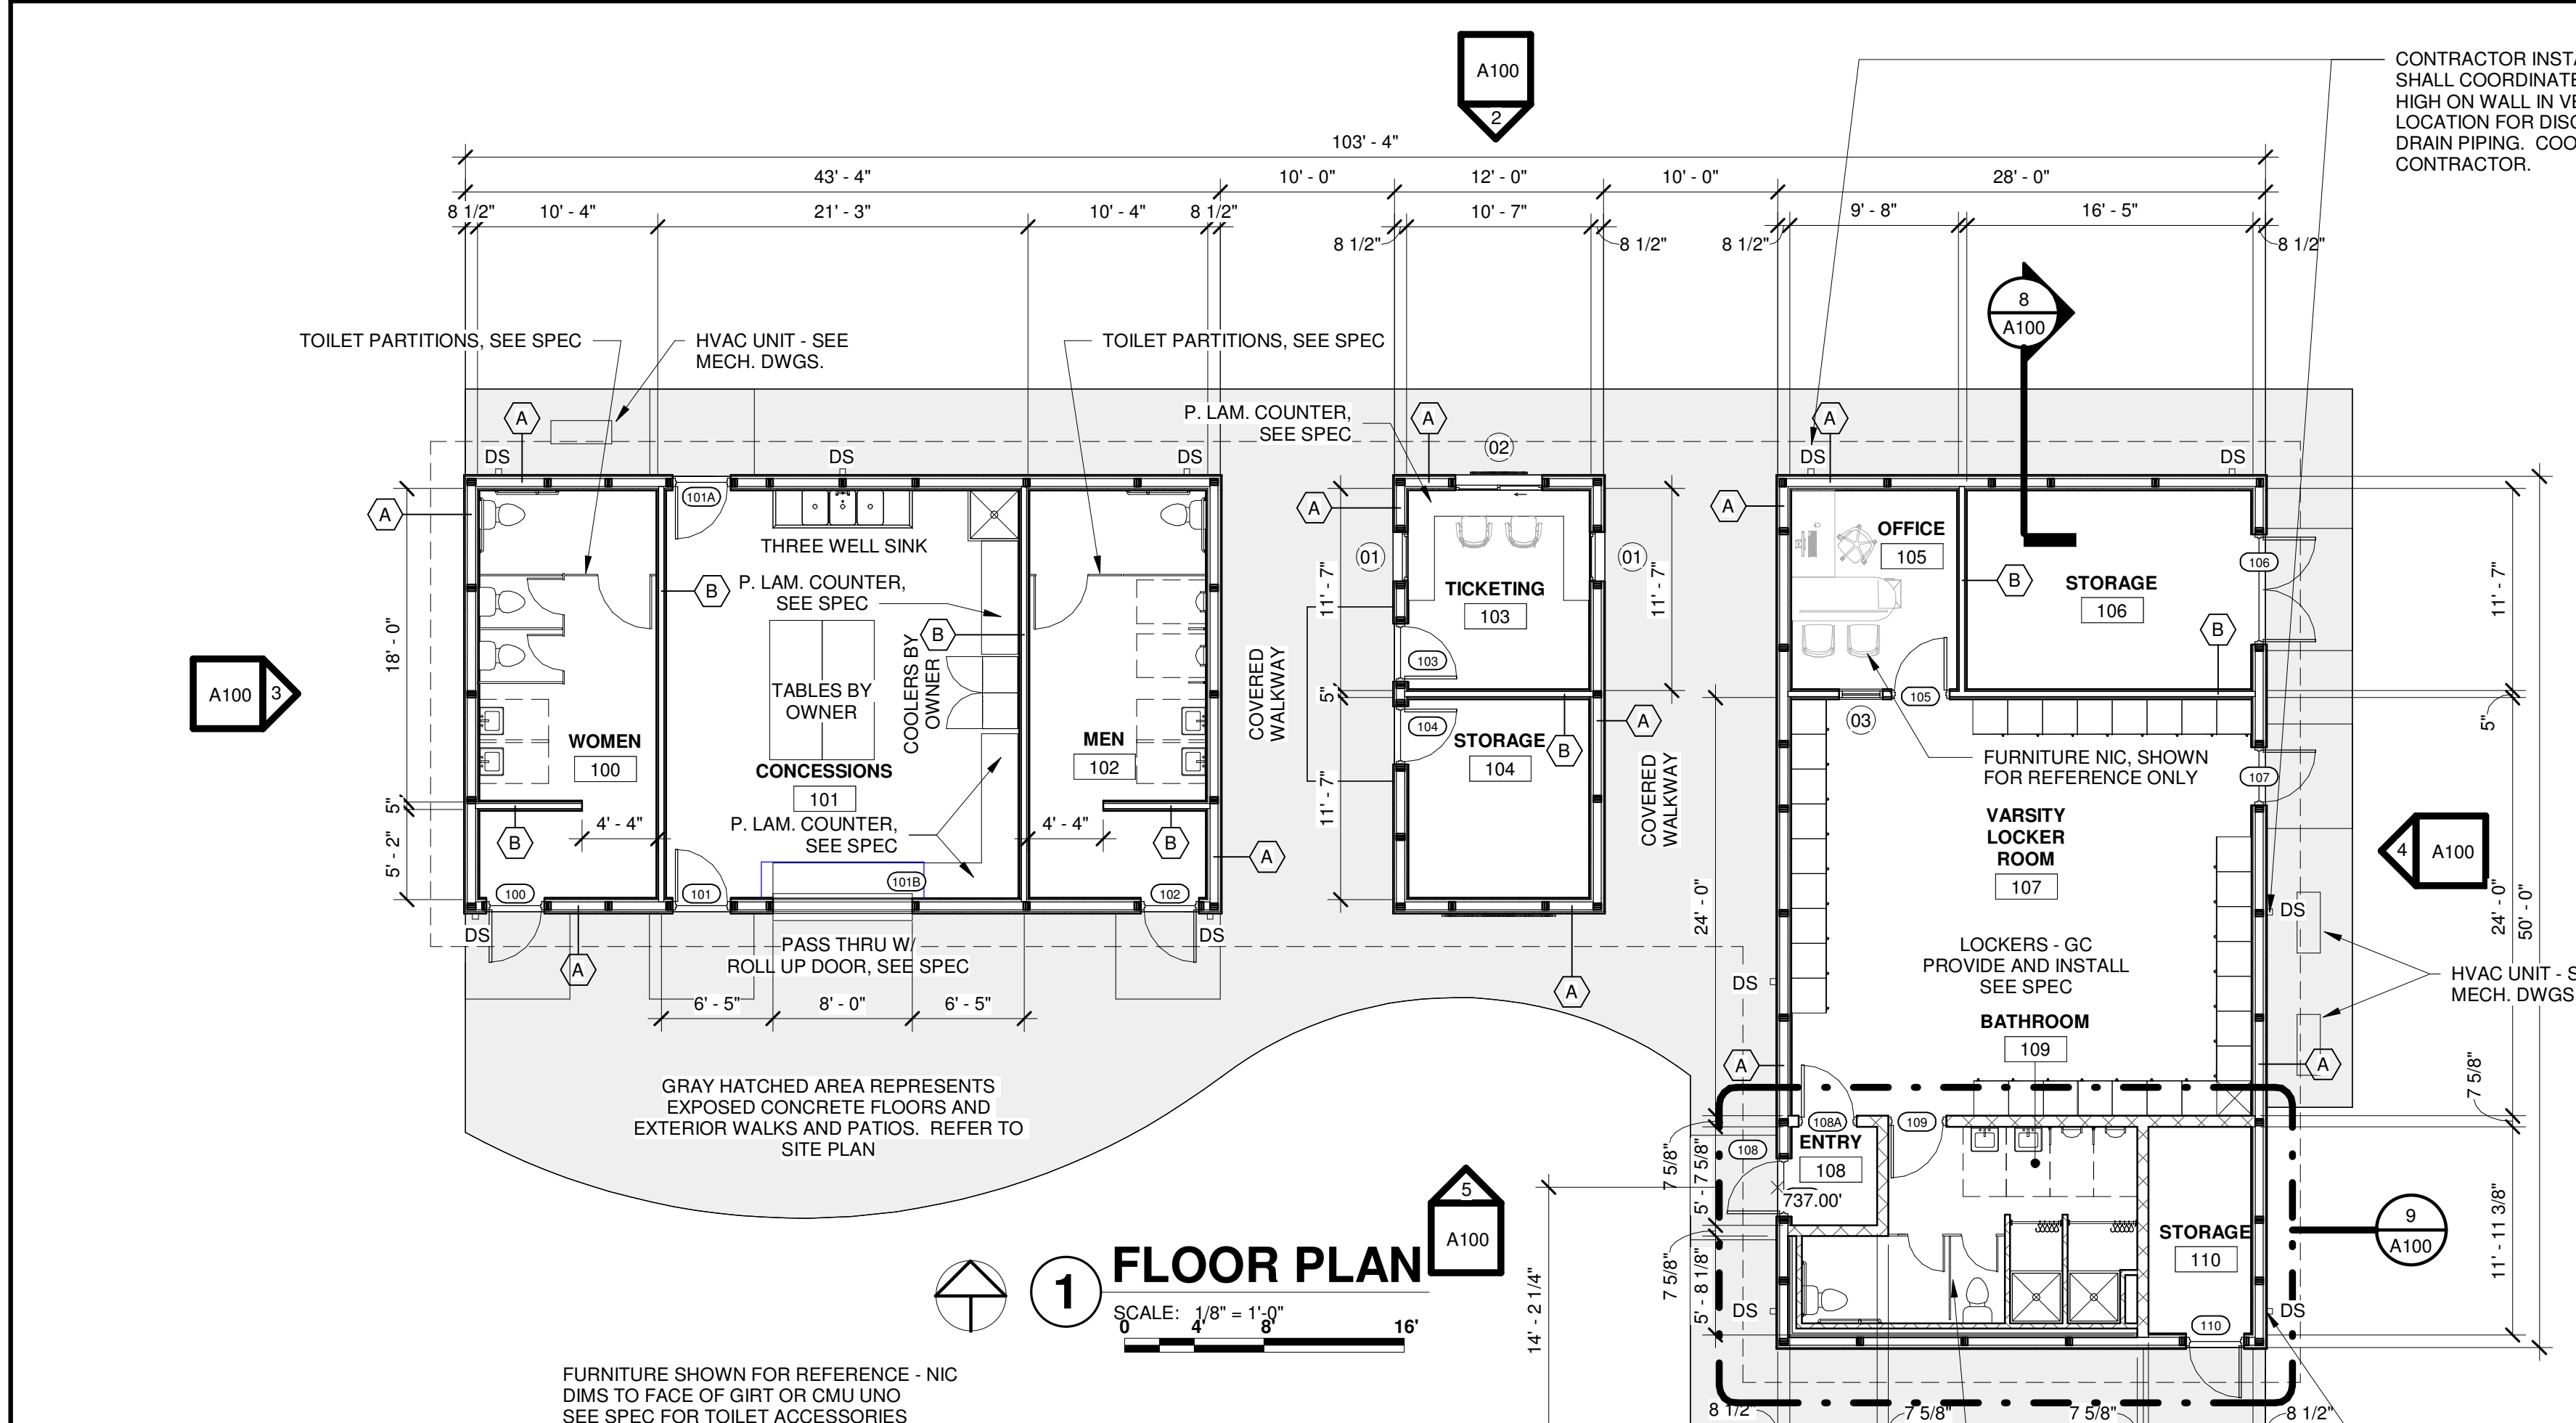 A100
2
CONTRACTOR INST
SHALL COORDINATE
HIGH ON WALL IN
LOCATION FOR
DRAIN PIPING.
CONTRACTOR.
103' - 4"
43' - 4"
10' - 0"
12' - 0"
10' - 0"
28' - 0"
8 1/2"
10' - 4"
21' - 3"
10' - 4"
8 1/2"
10' - 7"
9' - 8"
16' - 5"
8 1/2"
8 1/2"
8 1/2"
8 1/2"
8
A100
TOILET PARTITIONS, SEE SPEC
HVAC UNIT - SEE
MECH. DWGS.
TOILET PARTITIONS, SEE SPEC
P. LAM. COUNTER,
SEE SPEC
A
A
A
02
DS
DS
DS
DS
DS
A
101A
A
A
THREE WELL SINK
01
01
OFFICE
105
106
P. LAM. COUNTER,
SEE SPEC
B
B
TICKETING
103
B
STORAGE
106
B
18' - 0"
11' - 7"
11' - 7"
11' - 7"
COOLERS BY
OWNER
COVERED
WALKWAY
103
A100
3
TABLES BY
OWNER
5"
105
5"
104
A
03
WOMEN
100
CONCESSIONS
101
MEN
102
STORAGE
104
B
FURNITURE NIC, SHOWN
FOR REFERENCE ONLY
107
COVERED
WALKWAY
5"
4' - 4"
P. LAM. COUNTER,
SEE SPEC
4' - 4"
11' - 7"
VARSITY
LOCKER
ROOM
107
B
B
A
5' - 2"
4
A100
100
101
101B
102
24' - 0"
24' - 0"
50' - 0"
DS
DS
DS
A
PASS THRU W/
ROLL UP DOOR, SEE SPEC
A
LOCKERS - GC
PROVIDE AND INSTALL
SEE SPEC
DS
HVAC UNIT - S
MECH. DWGS
6' - 5"
8' - 0"
6' - 5"
BATHROOM
109
A
A
7 5/8"
GRAY HATCHED AREA REPRESENTS
EXPOSED CONCRETE FLOORS AND
EXTERIOR WALKS AND PATIOS. REFER TO
SITE PLAN
108A
109
7 5/8"
5' - 7 5/8"
108
ENTRY
108
737.00'
5
A100
STORAGE
110
9
A100
11' - 11 3/8"
1
FLOOR PLAN
SCALE: 1/8" = 1'-0"
0
4'
8'
16'
14' - 2 1/4"
7 5/8"
5' - 8 1/8"
DS
110
DS
FURNITURE SHOWN FOR REFERENCE - NIC
DIMS TO FACE OF GIRT OR CMU UNO
SEE SPEC FOR TOILET ACCESSORIES
8 1/2"
7 5/8"
7 5/8"
8 1/2"